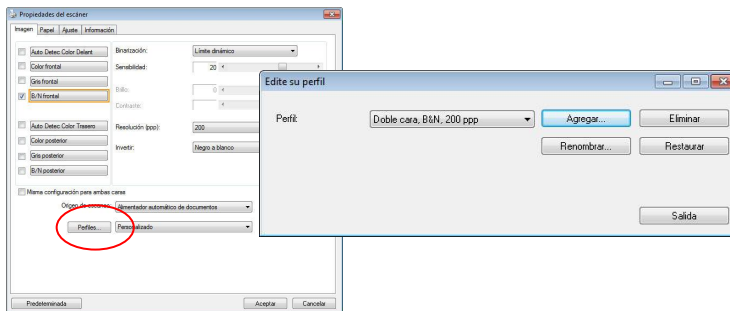 Propiedades del escáner
Imagen Papel Ajuste Información
Auto Detec Color Delant
Color frontal
Gris frontal
B/N frontal
Auto Detec Color Trasero
Color posterior
Gris posterior
B/N posterior
Binarización: Límite dinámico
Sensibilidad: 20
Brillo: 0
Contraste:
Resolución (ppp): 200
Invertir: Negro a blanco
Misma configuración para ambas caras
Origen de escaneo: Alimentador automático de documentos
Perfiles... Personalizado
Predeterminada Aceptar Cancelar
Edite su perfil
Perfil: Doble cara, B&N, 200 ppp Agregar... Eliminar
Renombrar... Restaurar
Salida